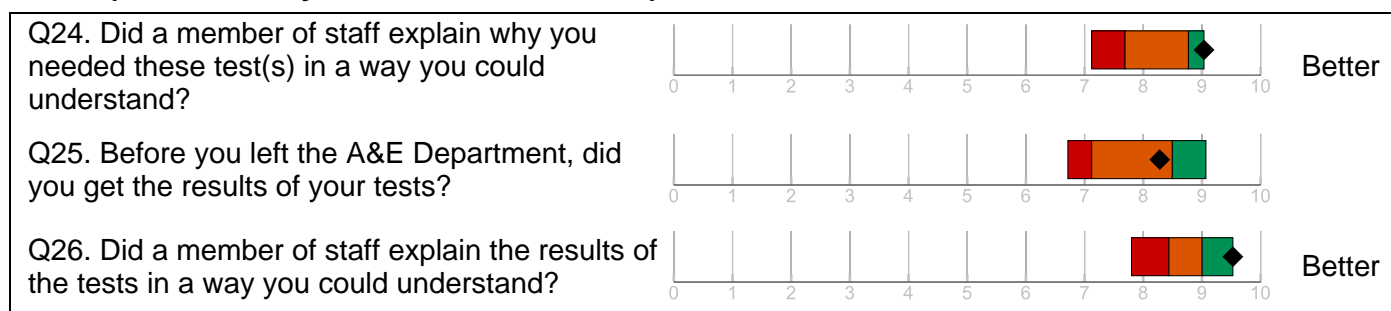 Q24. Did a member of staff explain why you
needed these test(s) in a way you could
understand?
Better
0 1 2 3 4 5 6 7 8 9 10
Q25. Before you left the A&E Department, did
you get the results of your tests?
0 1 2 3 4 5 6 7 8 9 10
Q26. Did a member of staff explain the results of
the tests in a way you could understand?
Better
0 1 2 3 4 5 6 7 8 9 10